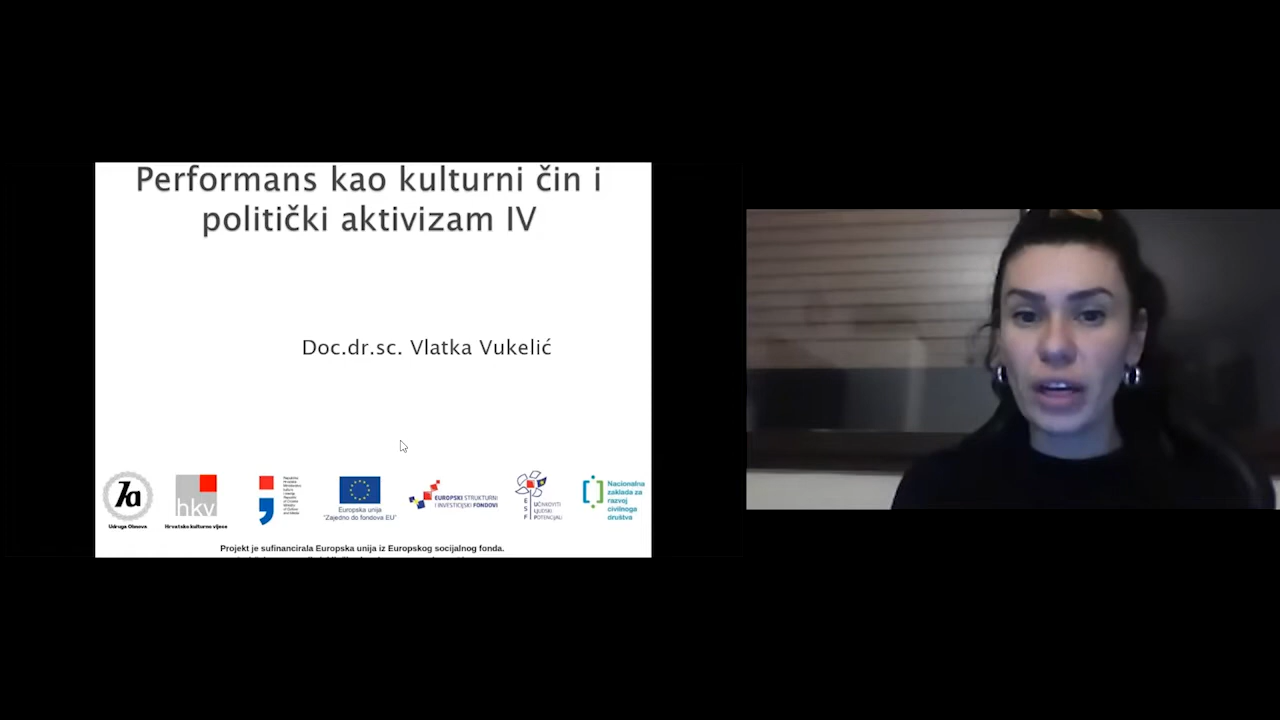 Performans kao kulturni čin i
politički aktivizam IV
Doc.dr.sc. Vlatka Vukelić
7a
Udruga Obnova
hkv
Hrvatsko kulturno vijeće
Europska unija
"Zajedno do fondova EU"
EUROPSKI STRUKTURNI
I INVESTICIJSKI FONDOVI
E
S
F
UČINKOVITI
LJUDSKI
POTENCIJALI
Nacionalna
zaklada za
razvoj
civilnoga
društva
Projekt je sufinancirala Europska unija iz Europskog socijalnog fonda.